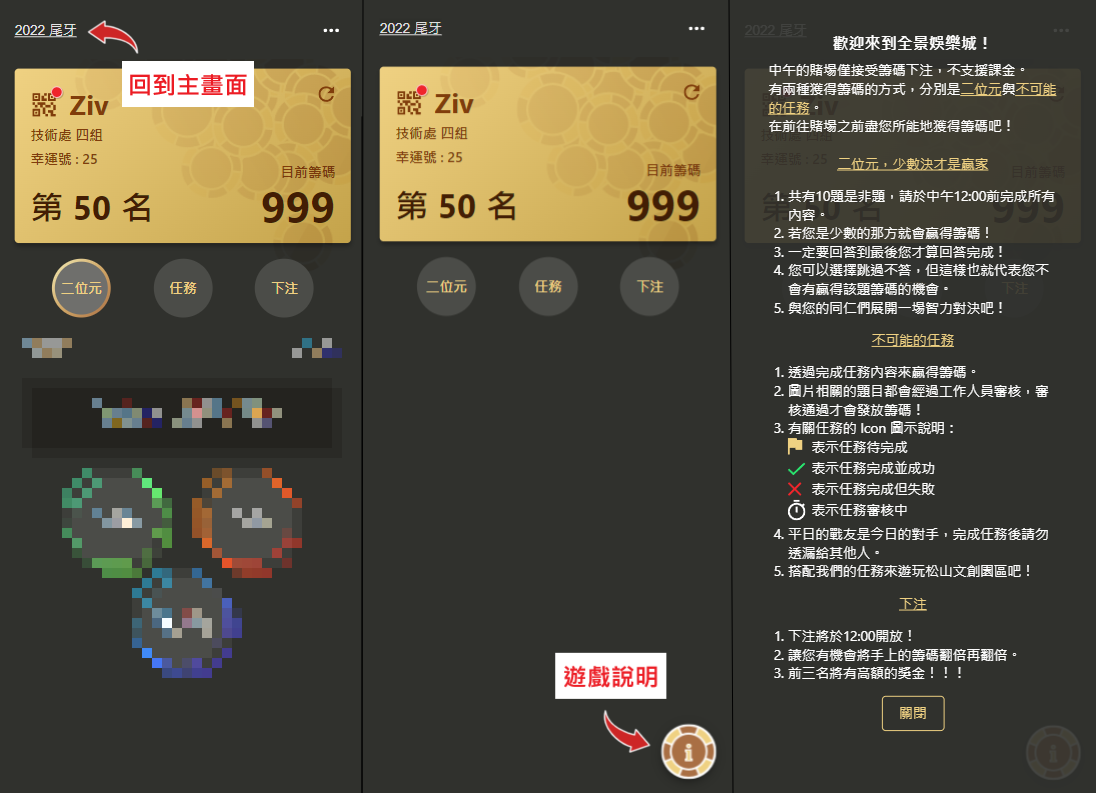 2022 尾牙
回到主畫面
Ziv
技術處 四組
幸運號 : 25
目前籌碼
第 50 名
999
二位元
任務
下注
2022 尾牙
Ziv
技術處 四組
幸運號 : 25
目前籌碼
第 50 名
999
二位元
任務
下注
遊戲說明
i
2022 尾牙
歡迎來到全景娛樂城！
中午的賭場僅接受籌碼下注，不支援課金。
有兩種獲得籌碼的方式，分別是二位元與不可能
的任務。
在前往賭場之前盡您所能地獲得籌碼吧！
二位元，少數決才是贏家
1. 共有10題是非題，請於中午12:00前完成所有
內容。
2. 若您是少數的那方就會贏得籌碼！
3. 一定要回答到最後您才算回答完成！
4. 您可以選擇跳過不答，但這樣也就代表您不
會有贏得該題籌碼的機會。
5. 與您的同仁們展開一場智力對決吧！
不可能的任務
1. 透過完成任務內容來贏得籌碼。
2. 圖片相關的題目都會經過工作人員審核，審
核通過才會發放籌碼！
3. 有關任務的 Icon 圖示說明：
表示任務待完成
表示任務完成並成功
表示任務完成但失敗
表示任務審核中
4. 平日的戰友是今日的對手，完成任務後請勿
透漏給其他人。
5. 搭配我們的任務來遊玩松山文創園區吧！
下注
1. 下注將於12:00開放！
2. 讓您有機會將手上的籌碼翻倍再翻倍。
3. 前三名將有高額的獎金！！！
關閉